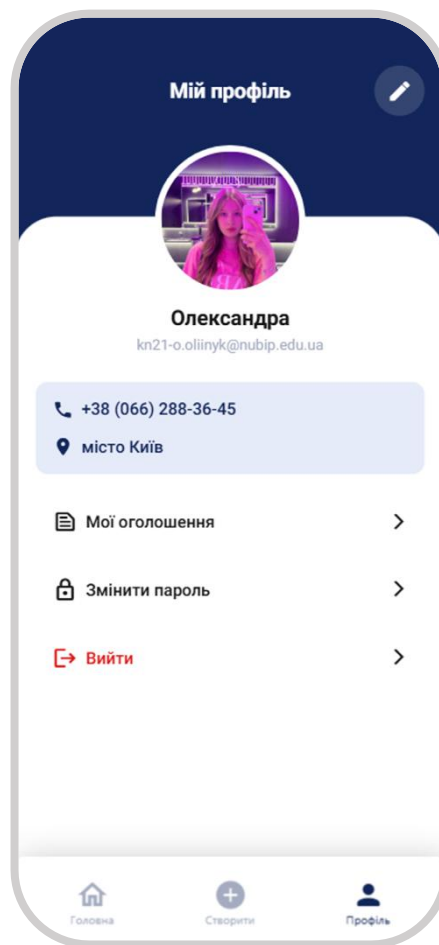 Мій профіль
Олександра
kn21-o.oliinyk@nubip.edu.ua
+38 (066) 288-36-45
місто Київ
Мої оголошення
Змінити пароль
Вийти
Головна
Створити
Профіль